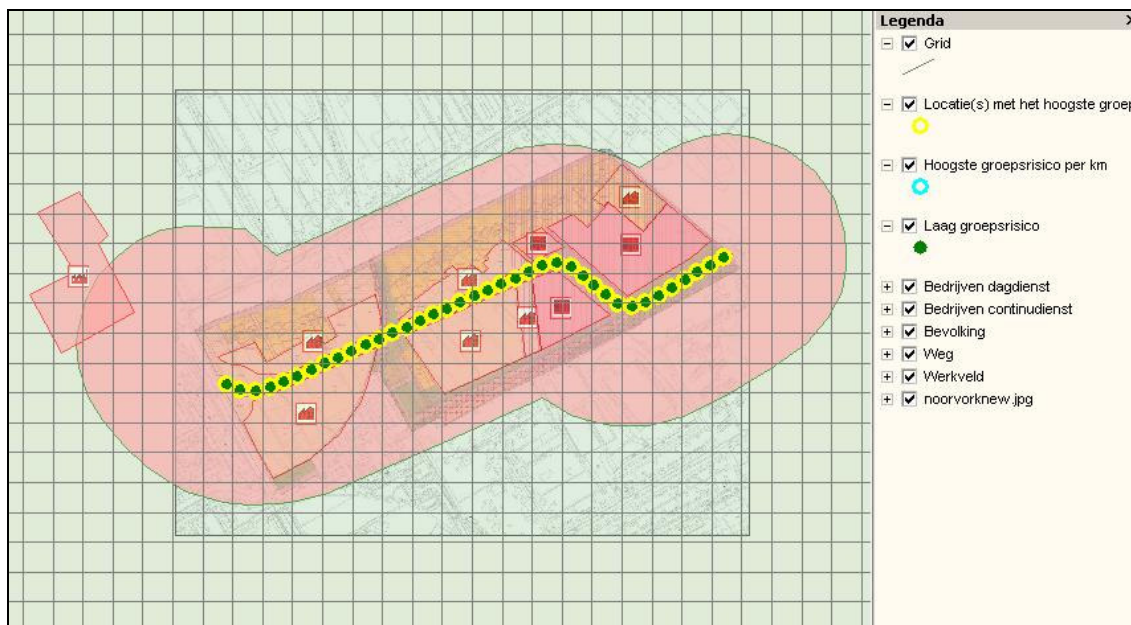 Legenda
Grid
Locatie(s) met het hoogste groep
Hoogste groepsrisico per km
Laag groepsrisico
Bedrijven dagdienst
Bedrijven continudienst
Bevolking
Weg
Werkveld
noorvorknew.jpg